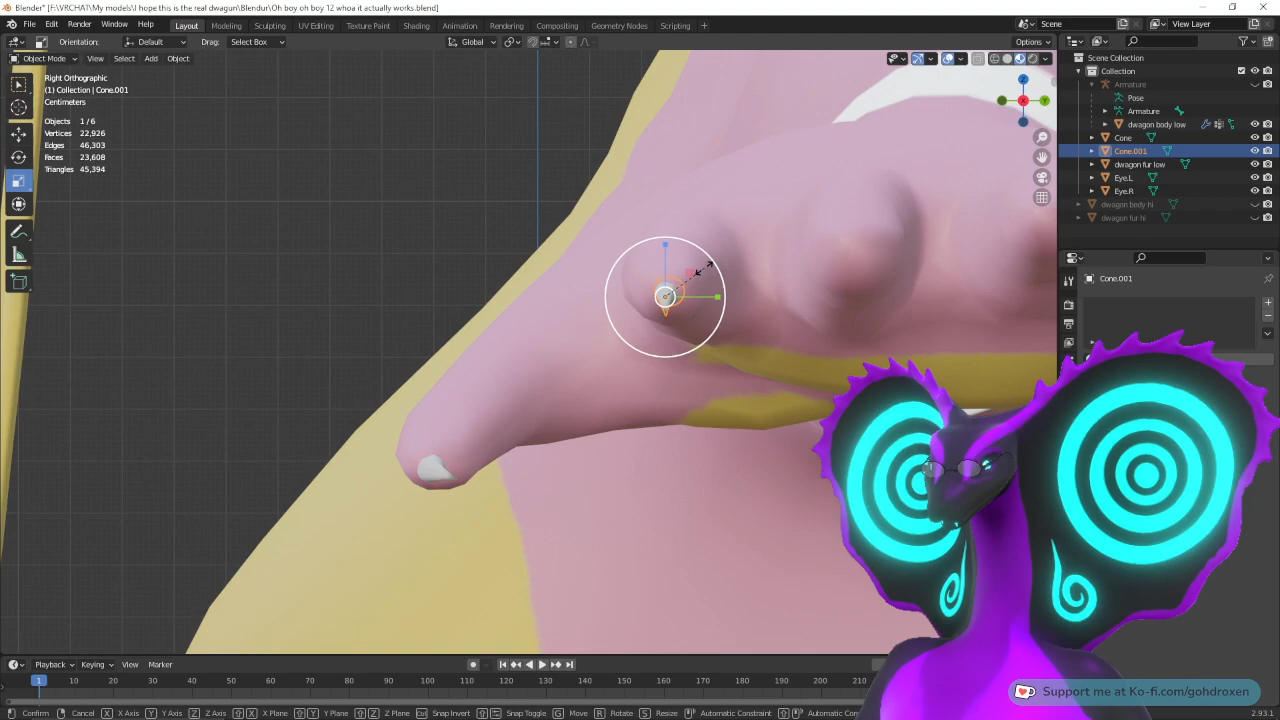 Blender* [F:\VRCHAT\My models\I hope this is the real dwagon\Blendur\Oh boy oh boy 12 whoa it actually works.blend]
File Edit Render Window Help Layout Modeling Sculpting UV Editing Texture Paint Shading Animation Rendering Compositing Geometry Nodes Scripting + Scene View Layer
Orientation: Default Drag: Select Box Global Options
Object Mode View Select Add Object
Right Orthographic
(1) Collection | Cone.001
Centimeters
Objects 1/6
Vertices 22,926
Edges 46,303
Faces 23,608
Triangles 45,394
Z
X
Y
Scene Collection
Collection
Armature
Pose
Armature
dwagon body low
Cone
Cone.001
dwagon fur low
Eye.L
Eye.R
dwagon body hi
dwagon fur hi
Cone.001
Playback Keying View Marker
1 10 20 30 40 50 60 70 80 90 100 110 120 130 140 150 160 170 180 190 200 210
Confirm Cancel X X Axis Y Y Axis Z Z Axis X X Plane Y Y Plane Z Z Plane Ctrl Snap Invert Snap Toggle G Move R Rotate S Resize Automatic Constraint Automatic Constraint
Support me at Ko-fi.com/gohdroxen
2.93.1